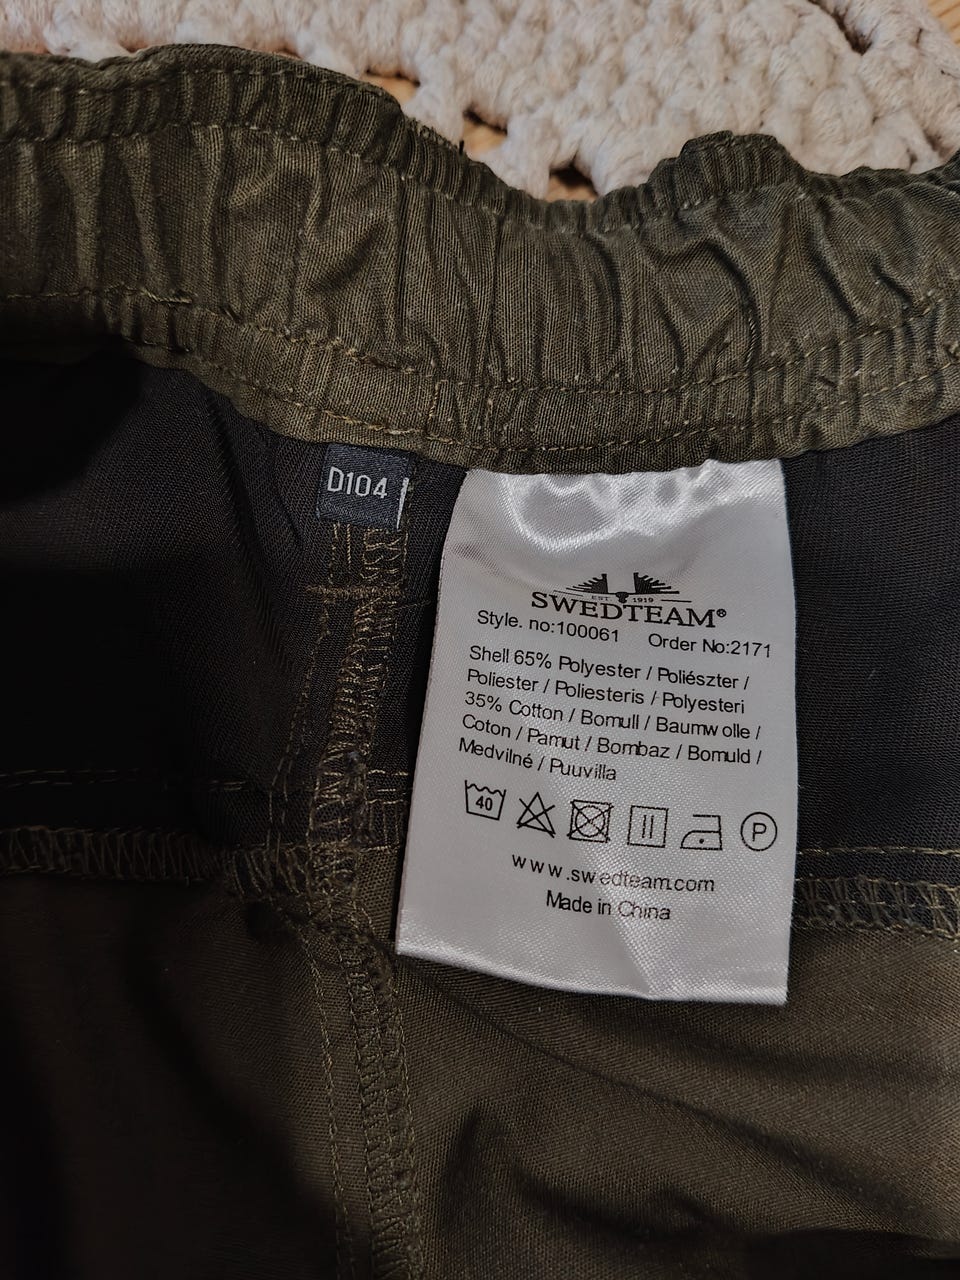 D104
EST. 1919
SWEDTEAM®
Style. no:100061 Order No:2171
Shell 65% Polyester / Poliészter /
Poliester / Poliesteris / Polyesteri
35% Cotton / Bomull / Baumwolle /
Coton / Pamut / Bombaz / Bomuld /
Medvilné / Puuvilla
40
P
www.swedteam.com
Made in China